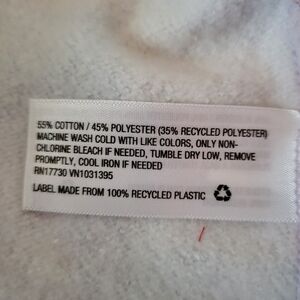 55% COTTON / 45% POLYESTER (35% RECYCLED POLYESTER)
MACHINE WASH COLD WITH LIKE COLORS, ONLY NON-
CHLORINE BLEACH IF NEEDED, TUMBLE DRY LOW, REMOVE
PROMPTLY, COOL IRON IF NEEDED
RN17730 VN1031395
LABEL MADE FROM 100% RECYCLED PLASTIC